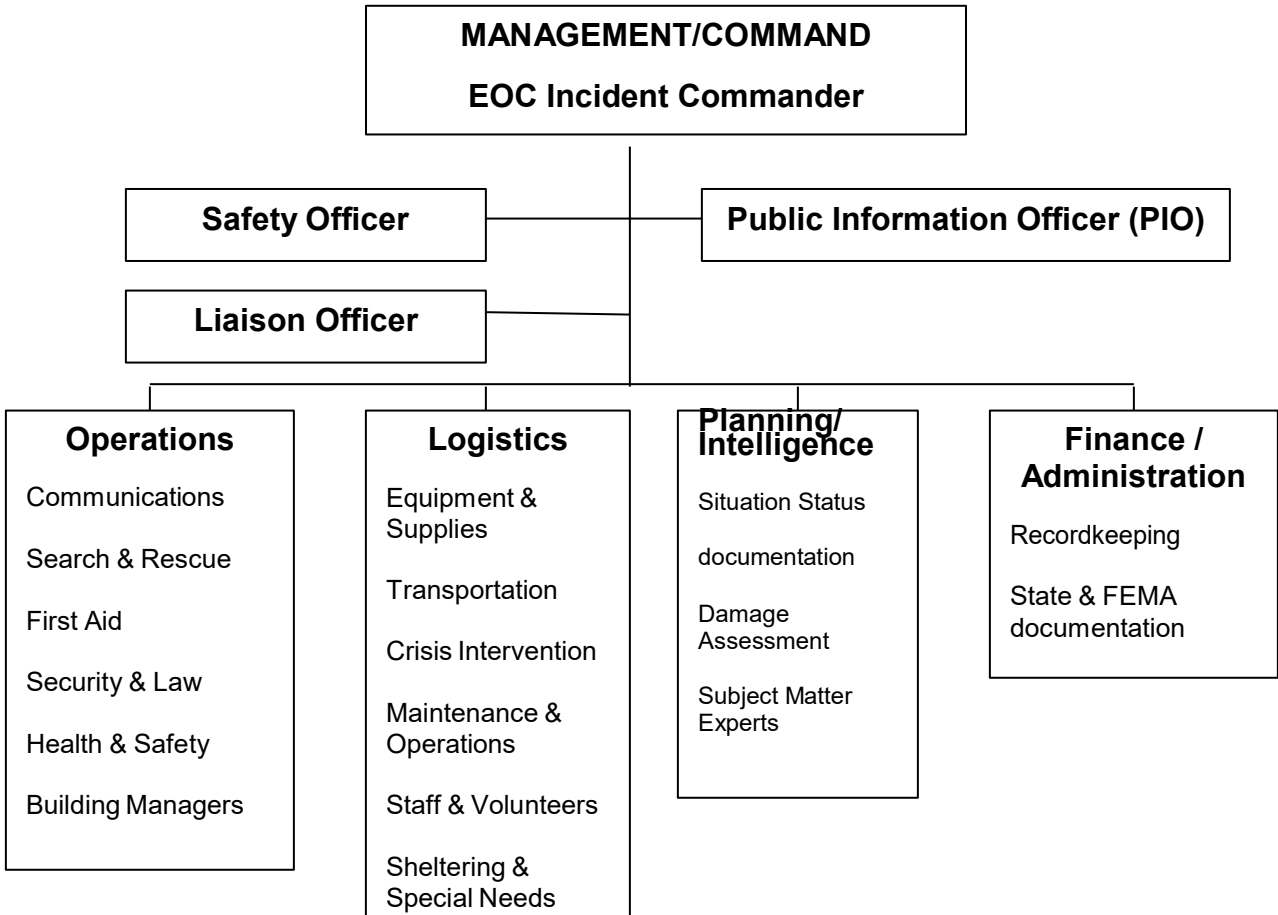 MANAGEMENT/COMMAND
EOC Incident Commander
Safety Officer
Public Information Officer (PIO)
Liaison Officer
Operations
Communications
Search & Rescue
First Aid
Security & Law
Health & Safety
Building Managers
Logistics
Equipment &
Supplies
Transportation
Crisis Intervention
Maintenance &
Operations
Staff & Volunteers
Sheltering &
Special Needs
Planning/
Intelligence
Situation Status
documentation
Damage
Assessment
Subject Matter
Experts
Finance /
Administration
Recordkeeping
State & FEMA
documentation